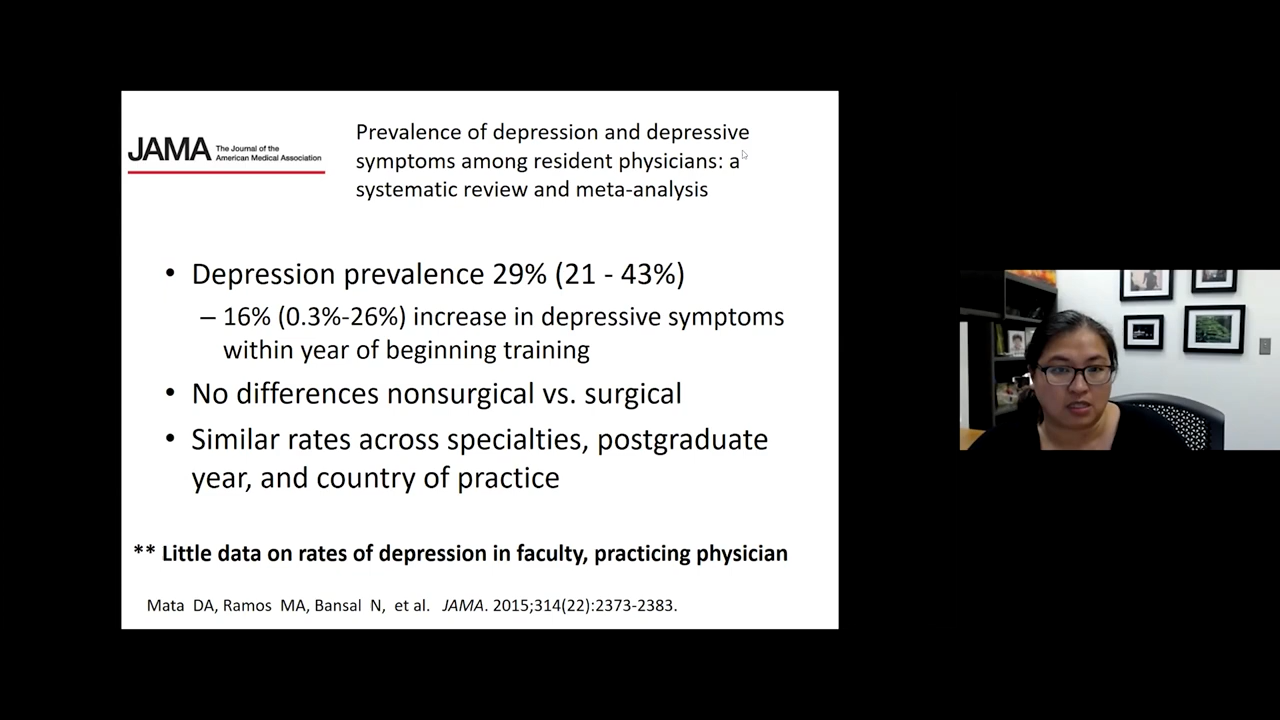 JAMA The Journal of the
American Medical Association
Prevalence of depression and depressive
symptoms among resident physicians: a
systematic review and meta-analysis
• Depression prevalence 29% (21 - 43%)
– 16% (0.3%-26%) increase in depressive symptoms
within year of beginning training
• No differences nonsurgical vs. surgical
• Similar rates across specialties, postgraduate
year, and country of practice
** Little data on rates of depression in faculty, practicing physician
Mata DA, Ramos MA, Bansal N, et al. JAMA. 2015;314(22):2373-2383.